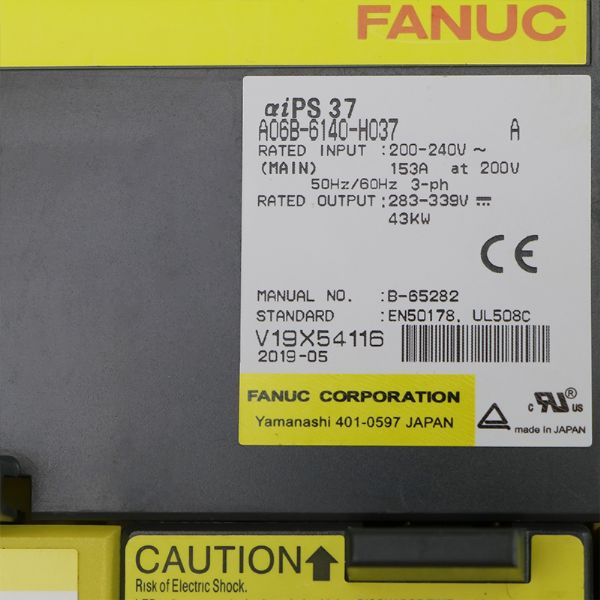 FANUC
αiPS 37
A06B-6140-H037 A
RATED INPUT :200-240V ~
(MAIN) 153A at 200V
50Hz/60Hz 3-ph
RATED OUTPUT :283-339V ⎓
43KW
CE
MANUAL NO. :B-65282
STANDARD :EN50178, UL508C
V19X54116
2019-05
FANUC CORPORATION
Yamanashi 401-0597 JAPAN
c RU ® us
made in JAPAN
CAUTION
Risk of Electric Shock.